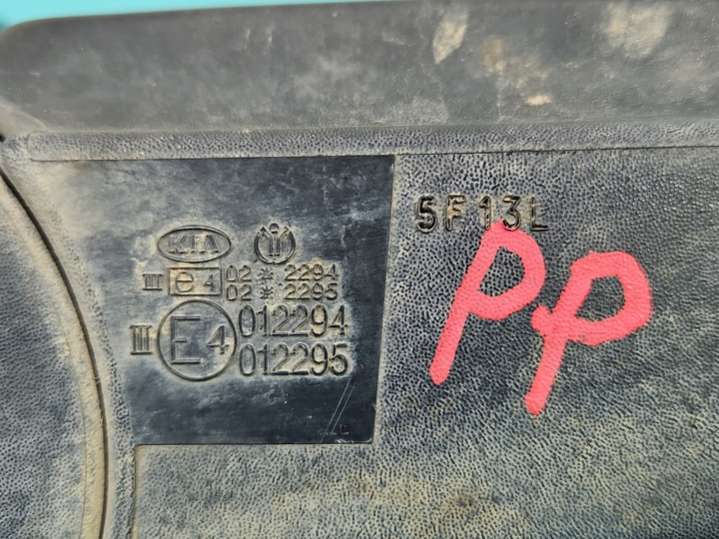 KIA
III e4 02 * 2294
02 * 2295
III E4 012294
012295
5F13L
PP